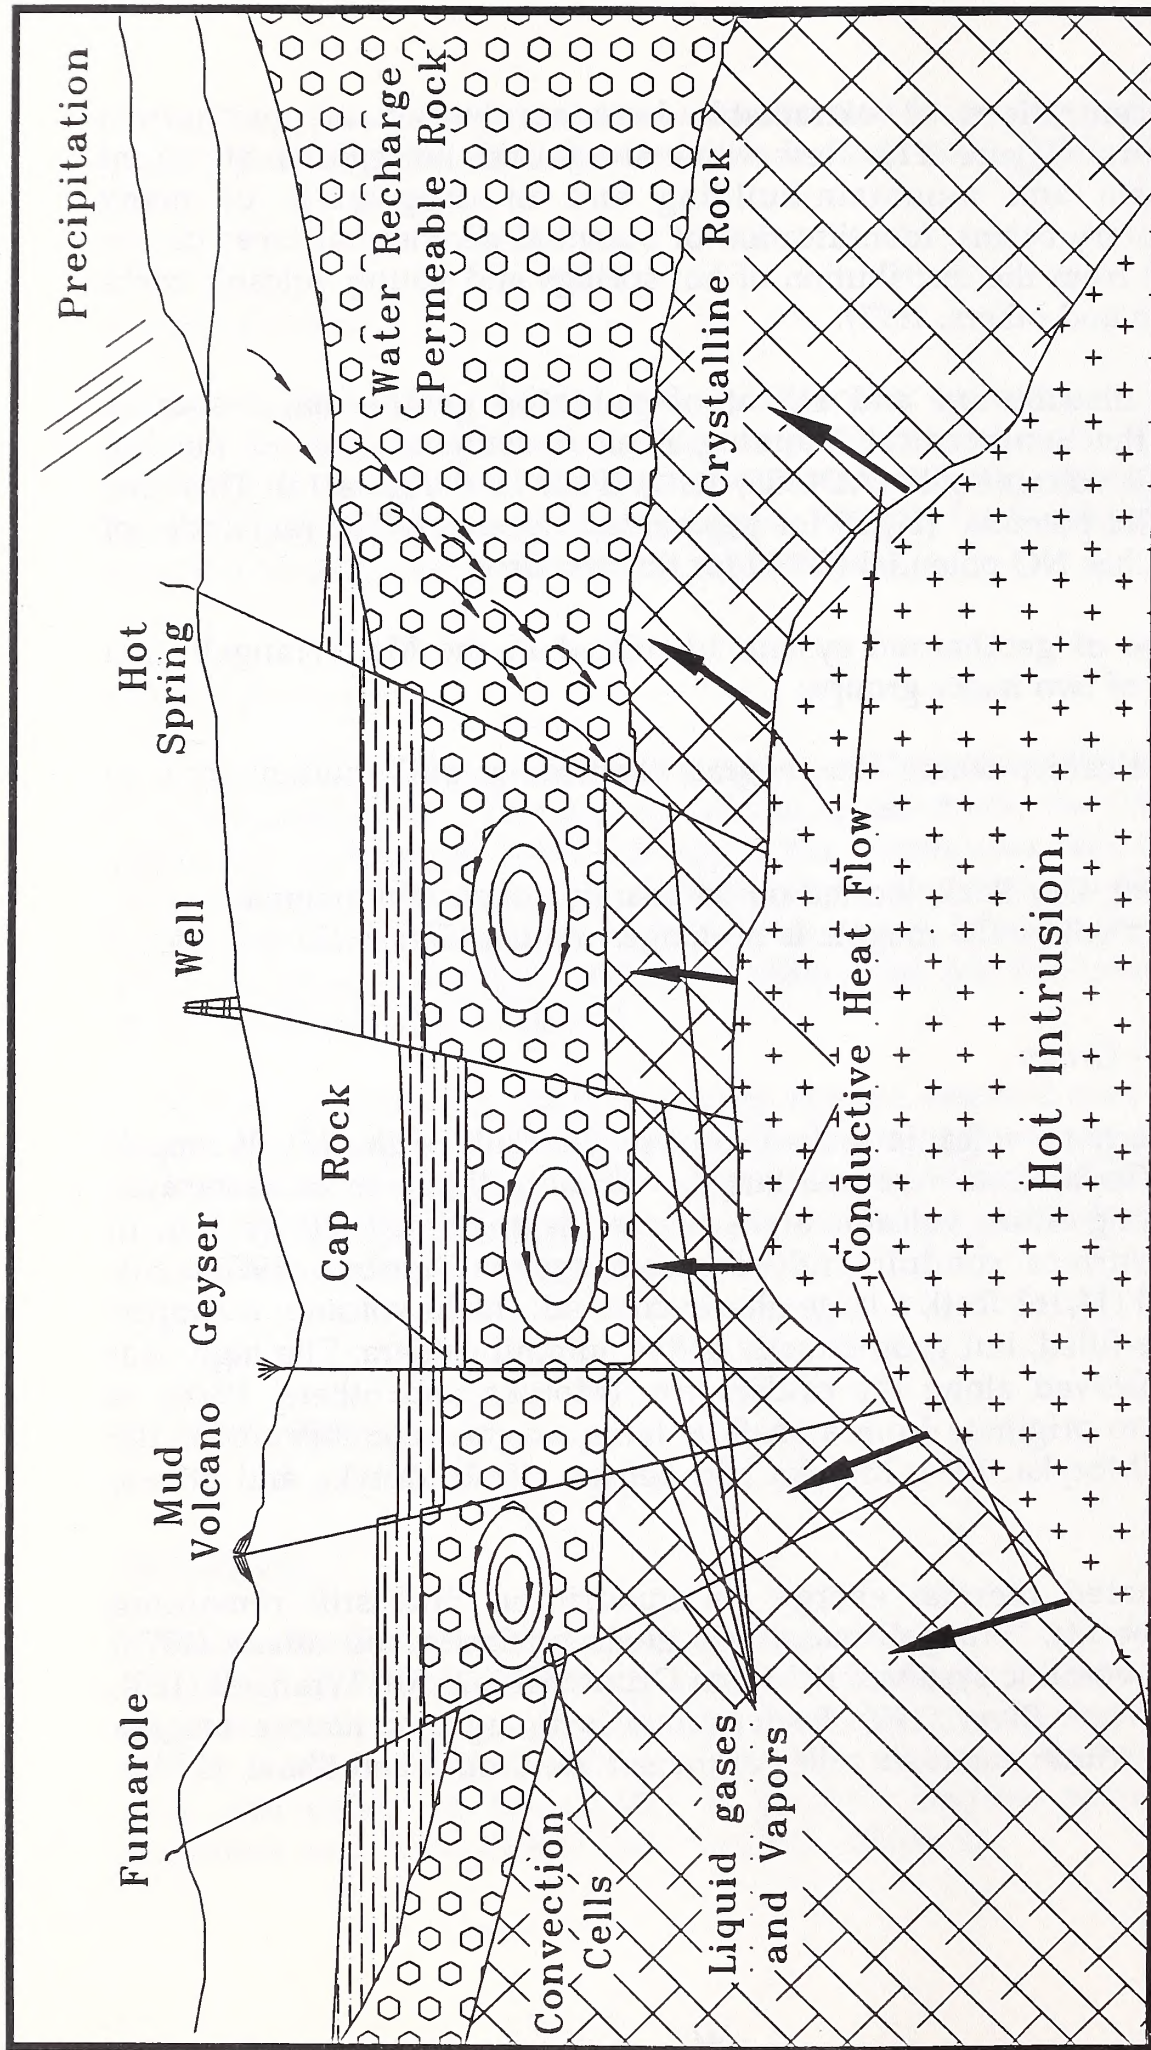 Precipitation
Hot
Spring
Well
Geyser
Mud
Volcano
Fumarole
Cap Rock
Water Recharge
Permeable Rock
Crystalline Rock
Convection
Cells
Liquid gases
and Vapors
Conductive Heat Flow
Hot Intrusion